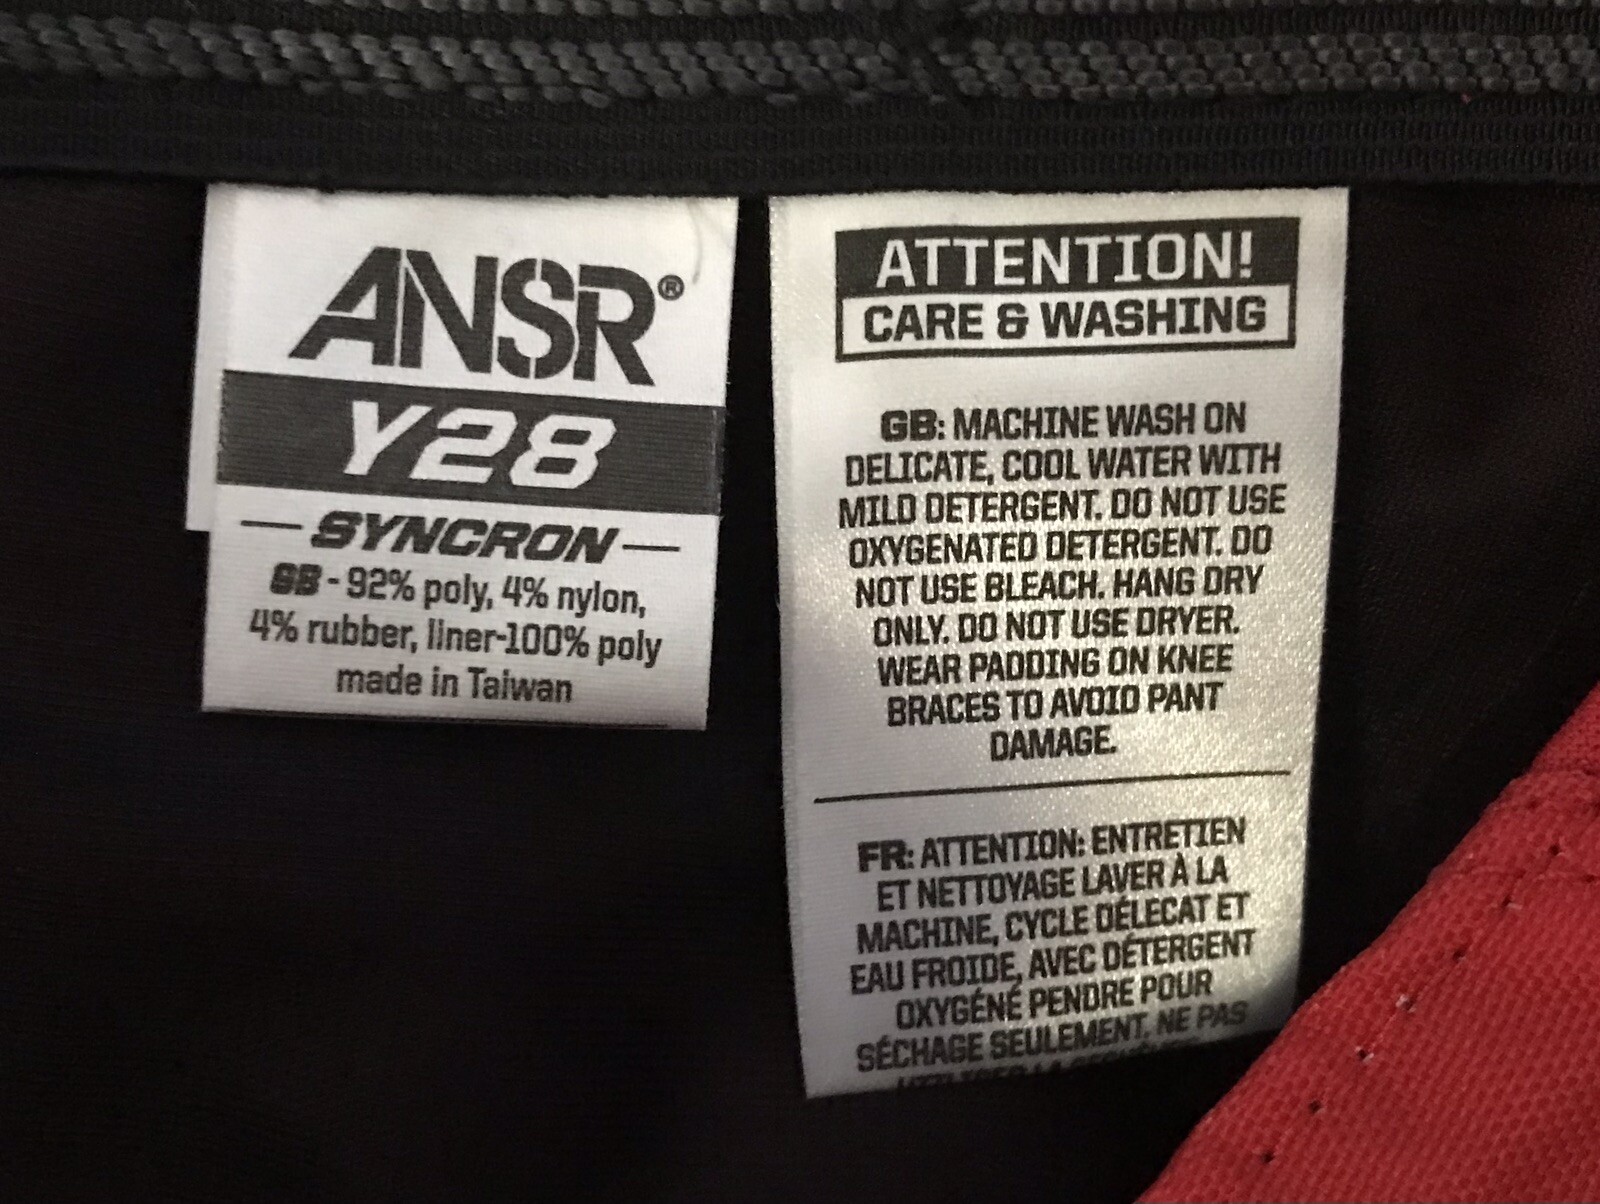 ANSR®
Y28
SYNCRON
GB - 92% poly, 4% nylon,
4% rubber, liner-100% poly
made in Taiwan
ATTENTION!
CARE & WASHING
GB: MACHINE WASH ON
DELICATE, COOL WATER WITH
MILD DETERGENT. DO NOT USE
OXYGENATED DETERGENT. DO
NOT USE BLEACH. HANG DRY
ONLY. DO NOT USE DRYER.
WEAR PADDING ON KNEE
BRACES TO AVOID PANT
DAMAGE.
FR: ATTENTION: ENTRETIEN
ET NETTOYAGE LAVER À LA
MACHINE, CYCLE DÉLECAT ET
EAU FROIDE, AVEC DÉTERGENT
OXYGÉNÉ PENDRE POUR
SÉCHAGE SEULEMENT, NE PAS